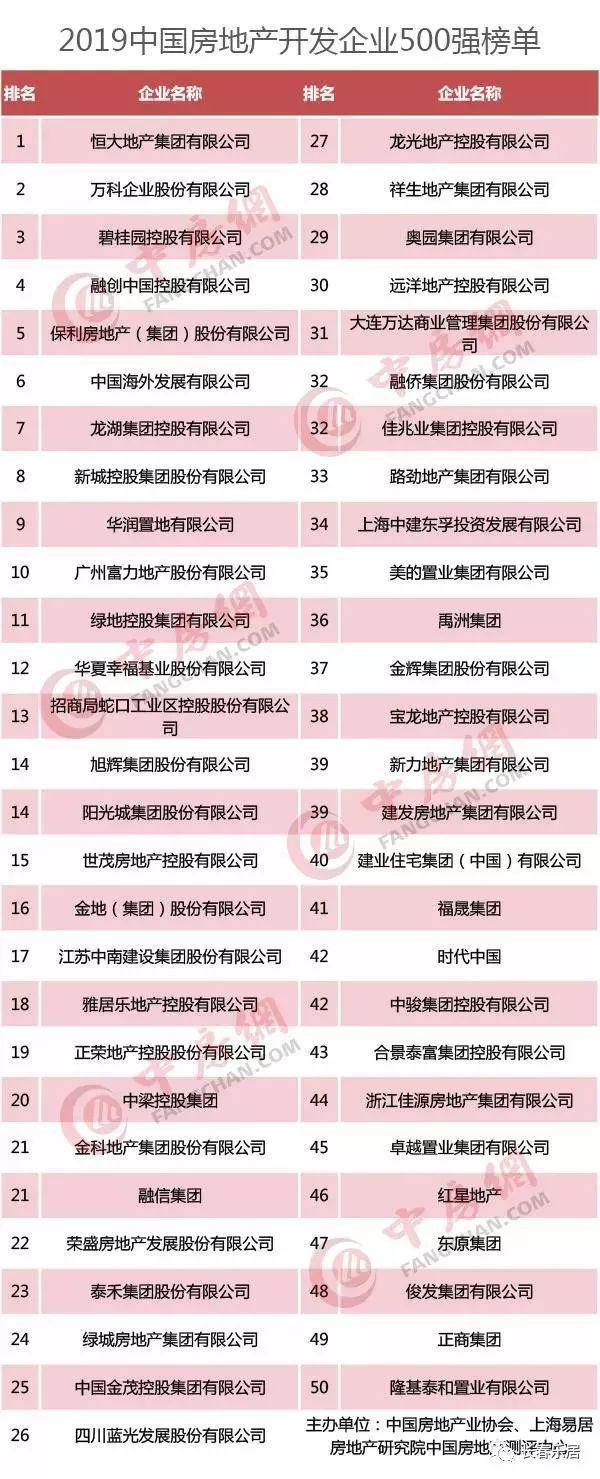 2019中国房地产开发企业500强榜单
排名 企业名称 排名 企业名称
1 恒大地产集团有限公司 27 龙光地产控股有限公司
2 万科企业股份有限公司 28 祥生地产集团有限公司
3 碧桂园控股有限公司 29 奥园集团有限公司
4 融创中国控股有限公司 30 远洋地产控股有限公司
5 保利房地产（集团）股份有限公司 31 大连万达商业管理集团股份有限公
司
6 中国海外发展有限公司 32 融侨集团股份有限公司
7 龙湖集团控股有限公司 32 佳兆业集团控股有限公司
8 新城控股集团股份有限公司 33 路劲地产集团有限公司
9 华润置地有限公司 34 上海中建东孚投资发展有限公司
10 广州富力地产股份有限公司 35 美的置业集团有限公司
11 绿地控股集团有限公司 36 禹洲集团
12 华夏幸福基业股份有限公司 37 金辉集团股份有限公司
13 招商局蛇口工业区控股股份有限公 38 宝龙地产控股有限公司
司
14 旭辉集团股份有限公司 39 新力地产集团有限公司
14 阳光城集团股份有限公司 39 建发房地产集团有限公司
15 世茂房地产控股有限公司 40 建业住宅集团（中国）有限公司
16 金地（集团）股份有限公司 41 福晟集团
17 江苏中南建设集团股份有限公司 42 时代中国
18 雅居乐地产控股有限公司 42 中骏集团控股有限公司
19 正荣地产控股股份有限公司 43 合景泰富集团控股有限公司
20 中梁控股集团 44 浙江佳源房地产集团有限公司
21 金科地产集团股份有限公司 45 卓越置业集团有限公司
21 融信集团 46 红星地产
22 荣盛房地产发展股份有限公司 47 东原集团
23 泰禾集团股份有限公司 48 俊发集团有限公司
24 绿城房地产集团有限公司 49 正商集团
25 中国金茂控股集团有限公司 50 隆基泰和置业有限公司
26 四川蓝光发展股份有限公司 主办单位：中国房地产业协会、上海易居
房地产研究院中国房地产测评中心
长春乐居
中房網
FANGCHAN.COM
中房網
FANGCHAN.COM
中房網
FANGCHAN.COM
中房網
FANGCHAN.COM
中房網
FANGCHAN.COM
中房網
FANGCHAN.COM